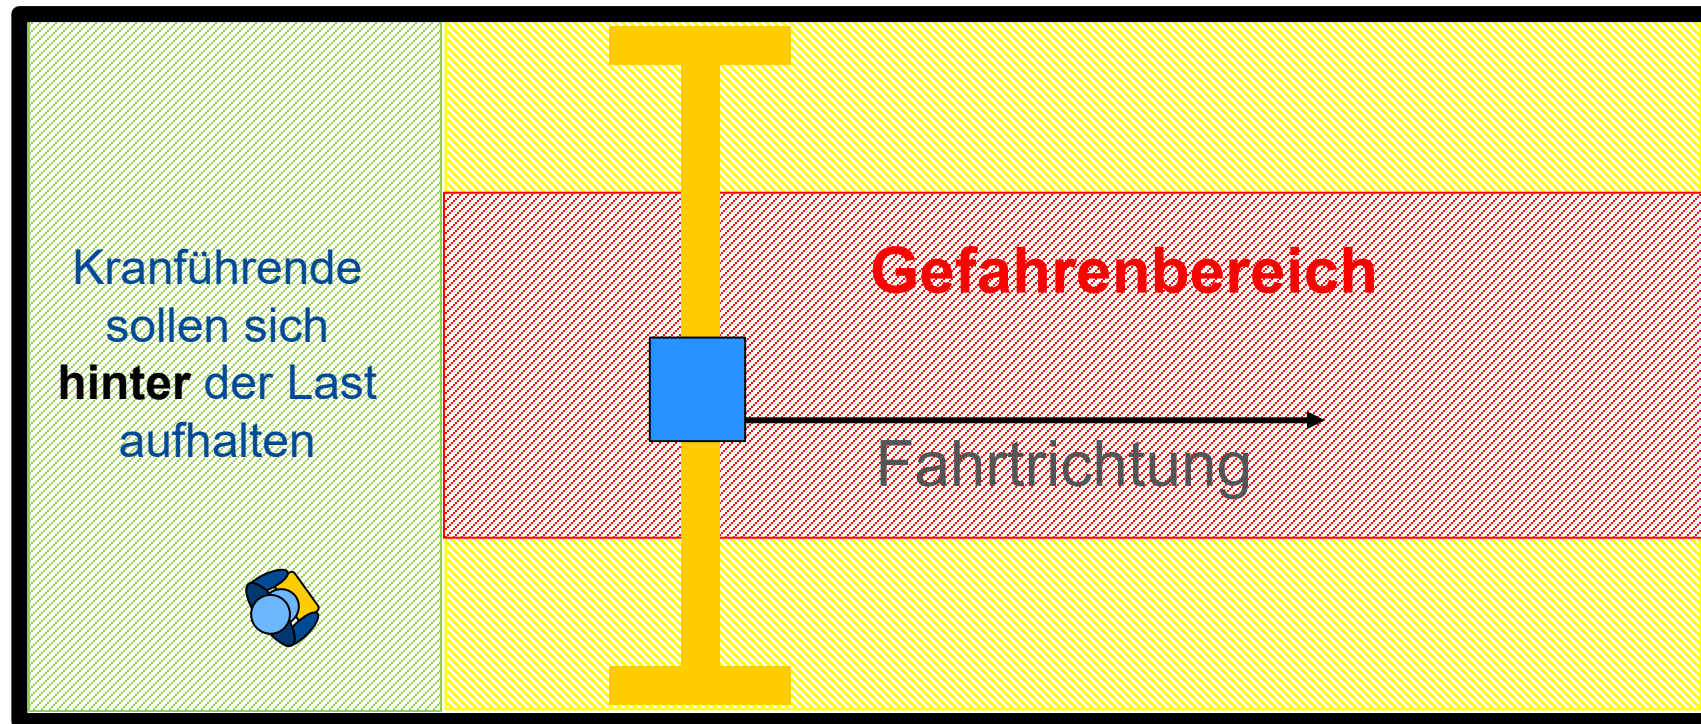 Kranführende
sollen sich
hinter der Last
aufhalten
Gefahrenbereich
Fahrtrichtung